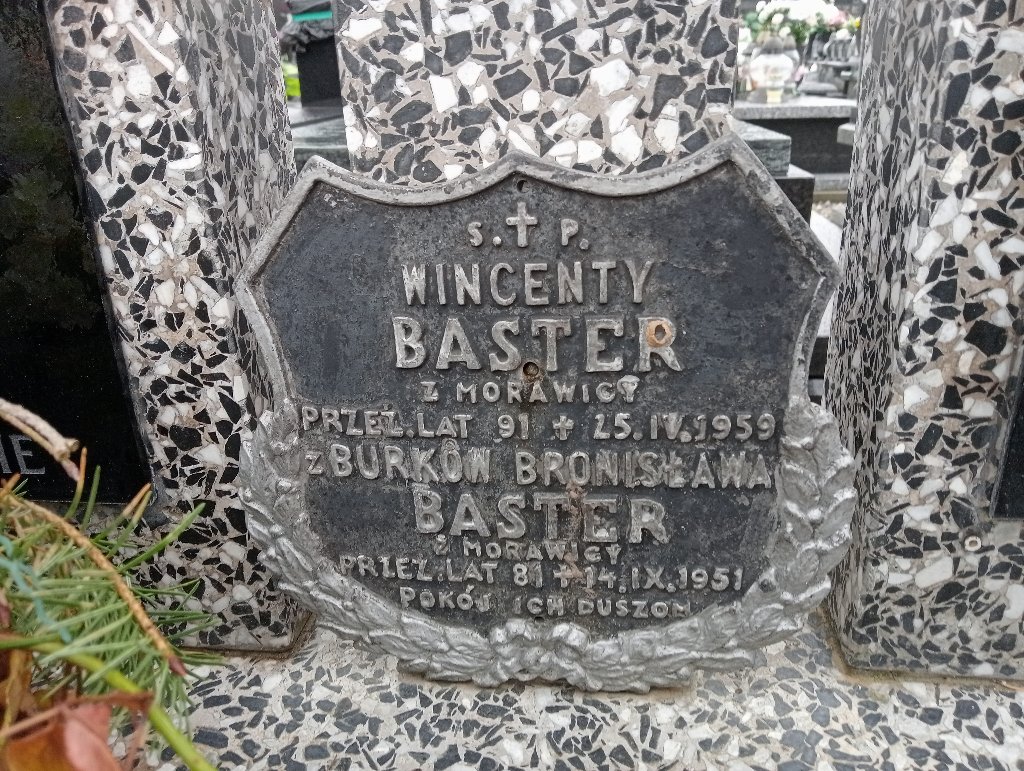 S. ✝ P.
WINCENTY
BASTER
Z MORAWICY
PRZEŻ. LAT 91 ✝ 25.IV.1959
z BURKÓW BRONISŁAWA
BASTER
Z MORAWICY
PRZEŻ. LAT 81 ✝ 14.IX.1951
POKÓJ ICH DUSZOM
IE